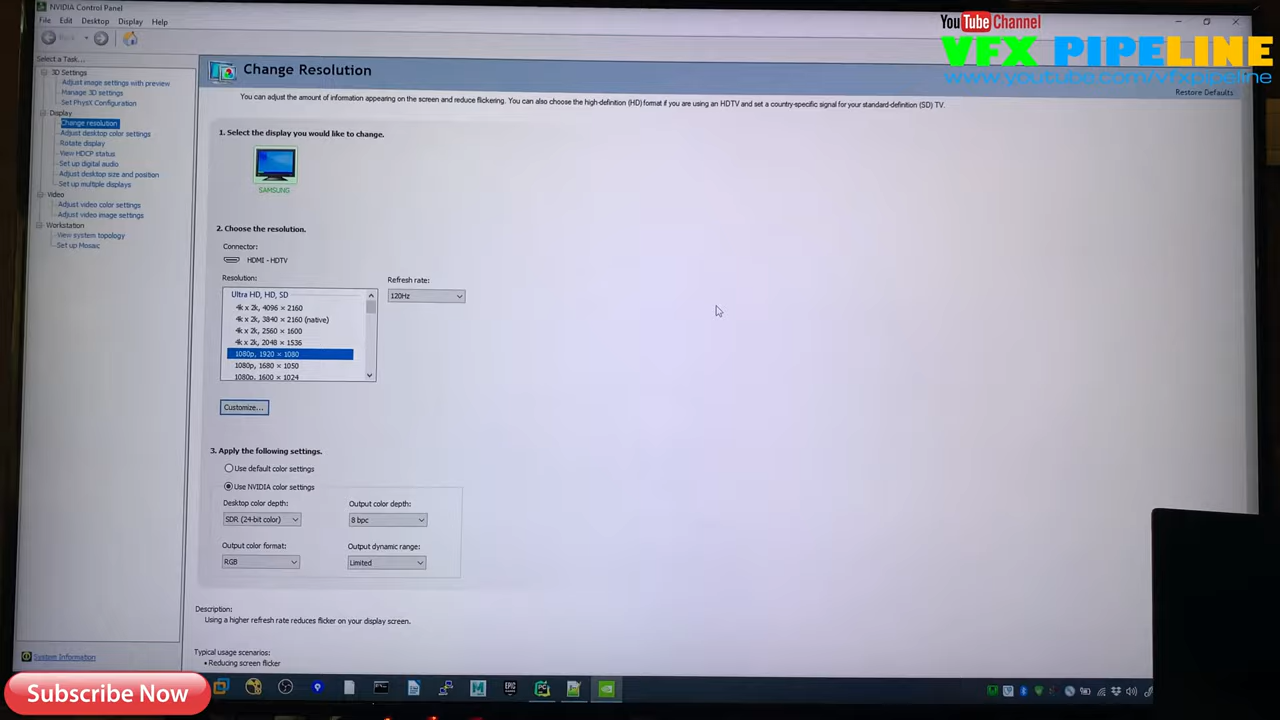 NVIDIA Control Panel
File Edit Desktop Display Help
Back
Select a Task...
3D Settings
Adjust image settings with preview
Manage 3D settings
Set PhysX Configuration
Display
Change resolution
Adjust desktop color settings
Rotate display
View HDCP status
Set up digital audio
Adjust desktop size and position
Set up multiple displays
Video
Adjust video color settings
Adjust video image settings
Workstation
View system topology
Set up Mosaic
System Information
YouTube Channel
VFX PIPELINE
www.youtube.com/vfxpipeline
Restore Defaults
Change Resolution
You can adjust the amount of information appearing on the screen and reduce flickering. You can also choose the high-definition (HD) format if you are using an HDTV and set a country-specific signal for your standard-definition (SD) TV.
1. Select the display you would like to change.
SAMSUNG
2. Choose the resolution.
Connector:
HDMI - HDTV
Resolution:
Refresh rate:
120Hz
Ultra HD, HD, SD
4k x 2k, 4096 × 2160
4k x 2k, 3840 × 2160 (native)
4k x 2k, 2560 × 1600
4k x 2k, 2048 × 1536
1080p, 1920 × 1080
1080p, 1680 × 1050
1080p, 1600 × 1024
Customize...
3. Apply the following settings.
Use default color settings
Use NVIDIA color settings
Desktop color depth: Output color depth:
SDR (24-bit color) 8 bpc
Output color format: Output dynamic range:
RGB Limited
Description:
Using a higher refresh rate reduces flicker on your display screen.
Typical usage scenarios:
• Reducing screen flicker
Subscribe Now
EPIC